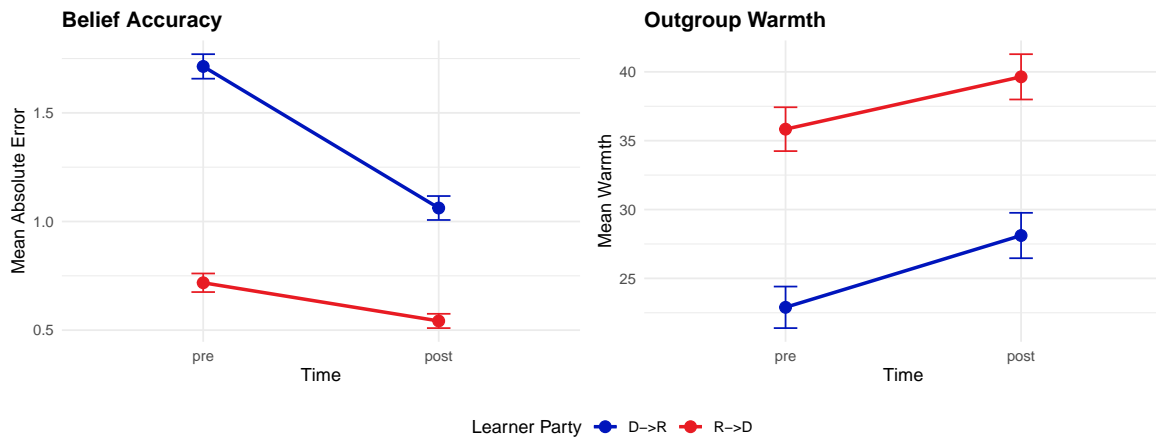 Belief Accuracy
Mean Absolute Error
1.5
1.0
0.5
pre
post
Time
Outgroup Warmth
Mean Warmth
40
35
30
25
pre
post
Time
Learner Party D->R R->D